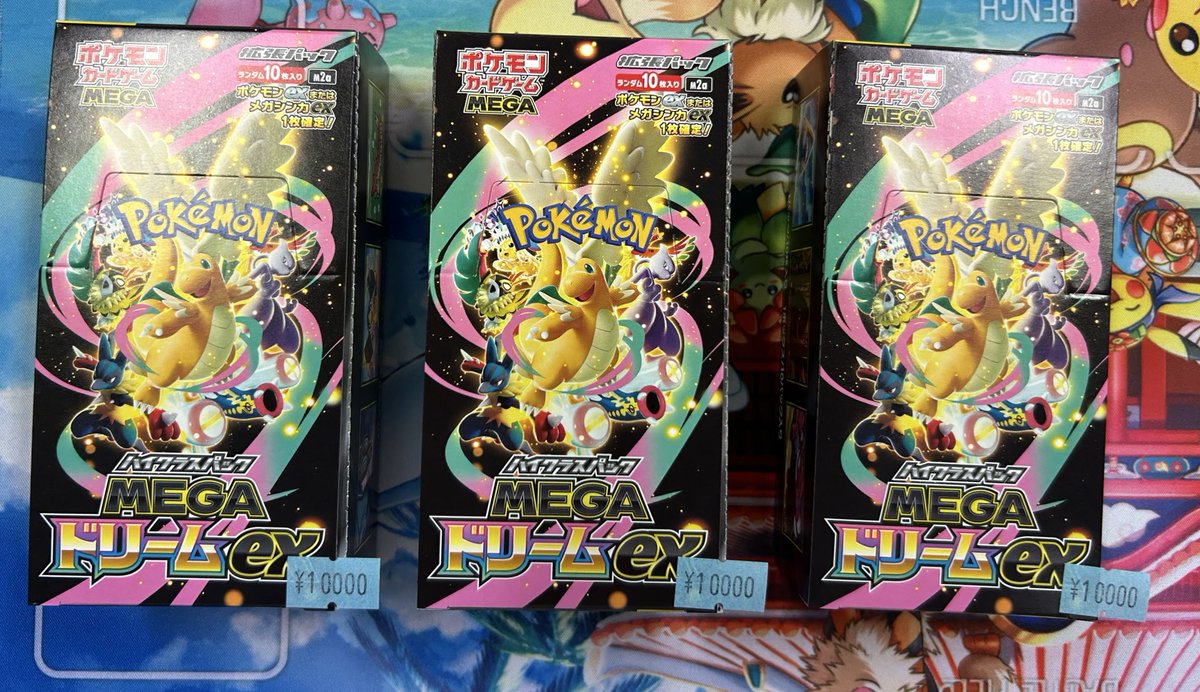 BENCH
ポケモン
カードゲーム
MEGA
拡張パック
ランダム10枚入り M2a
ポケモンexまたは
メガシンカex
1枚確定!
POKéMON
ハイクラスパック
MEGA
ドリームex
¥10000
ポケモン
カードゲーム
MEGA
拡張パック
ランダム10枚入り M2a
ポケモンexまたは
メガシンカex
1枚確定!
POKéMON
ハイクラスパック
MEGA
ドリームex
¥10000
ポケモン
カードゲーム
MEGA
拡張パック
ランダム10枚入り M2a
ポケモンexまたは
メガシンカex
1枚確定!
POKéMON
ハイクラスパック
MEGA
ドリームex
¥10000